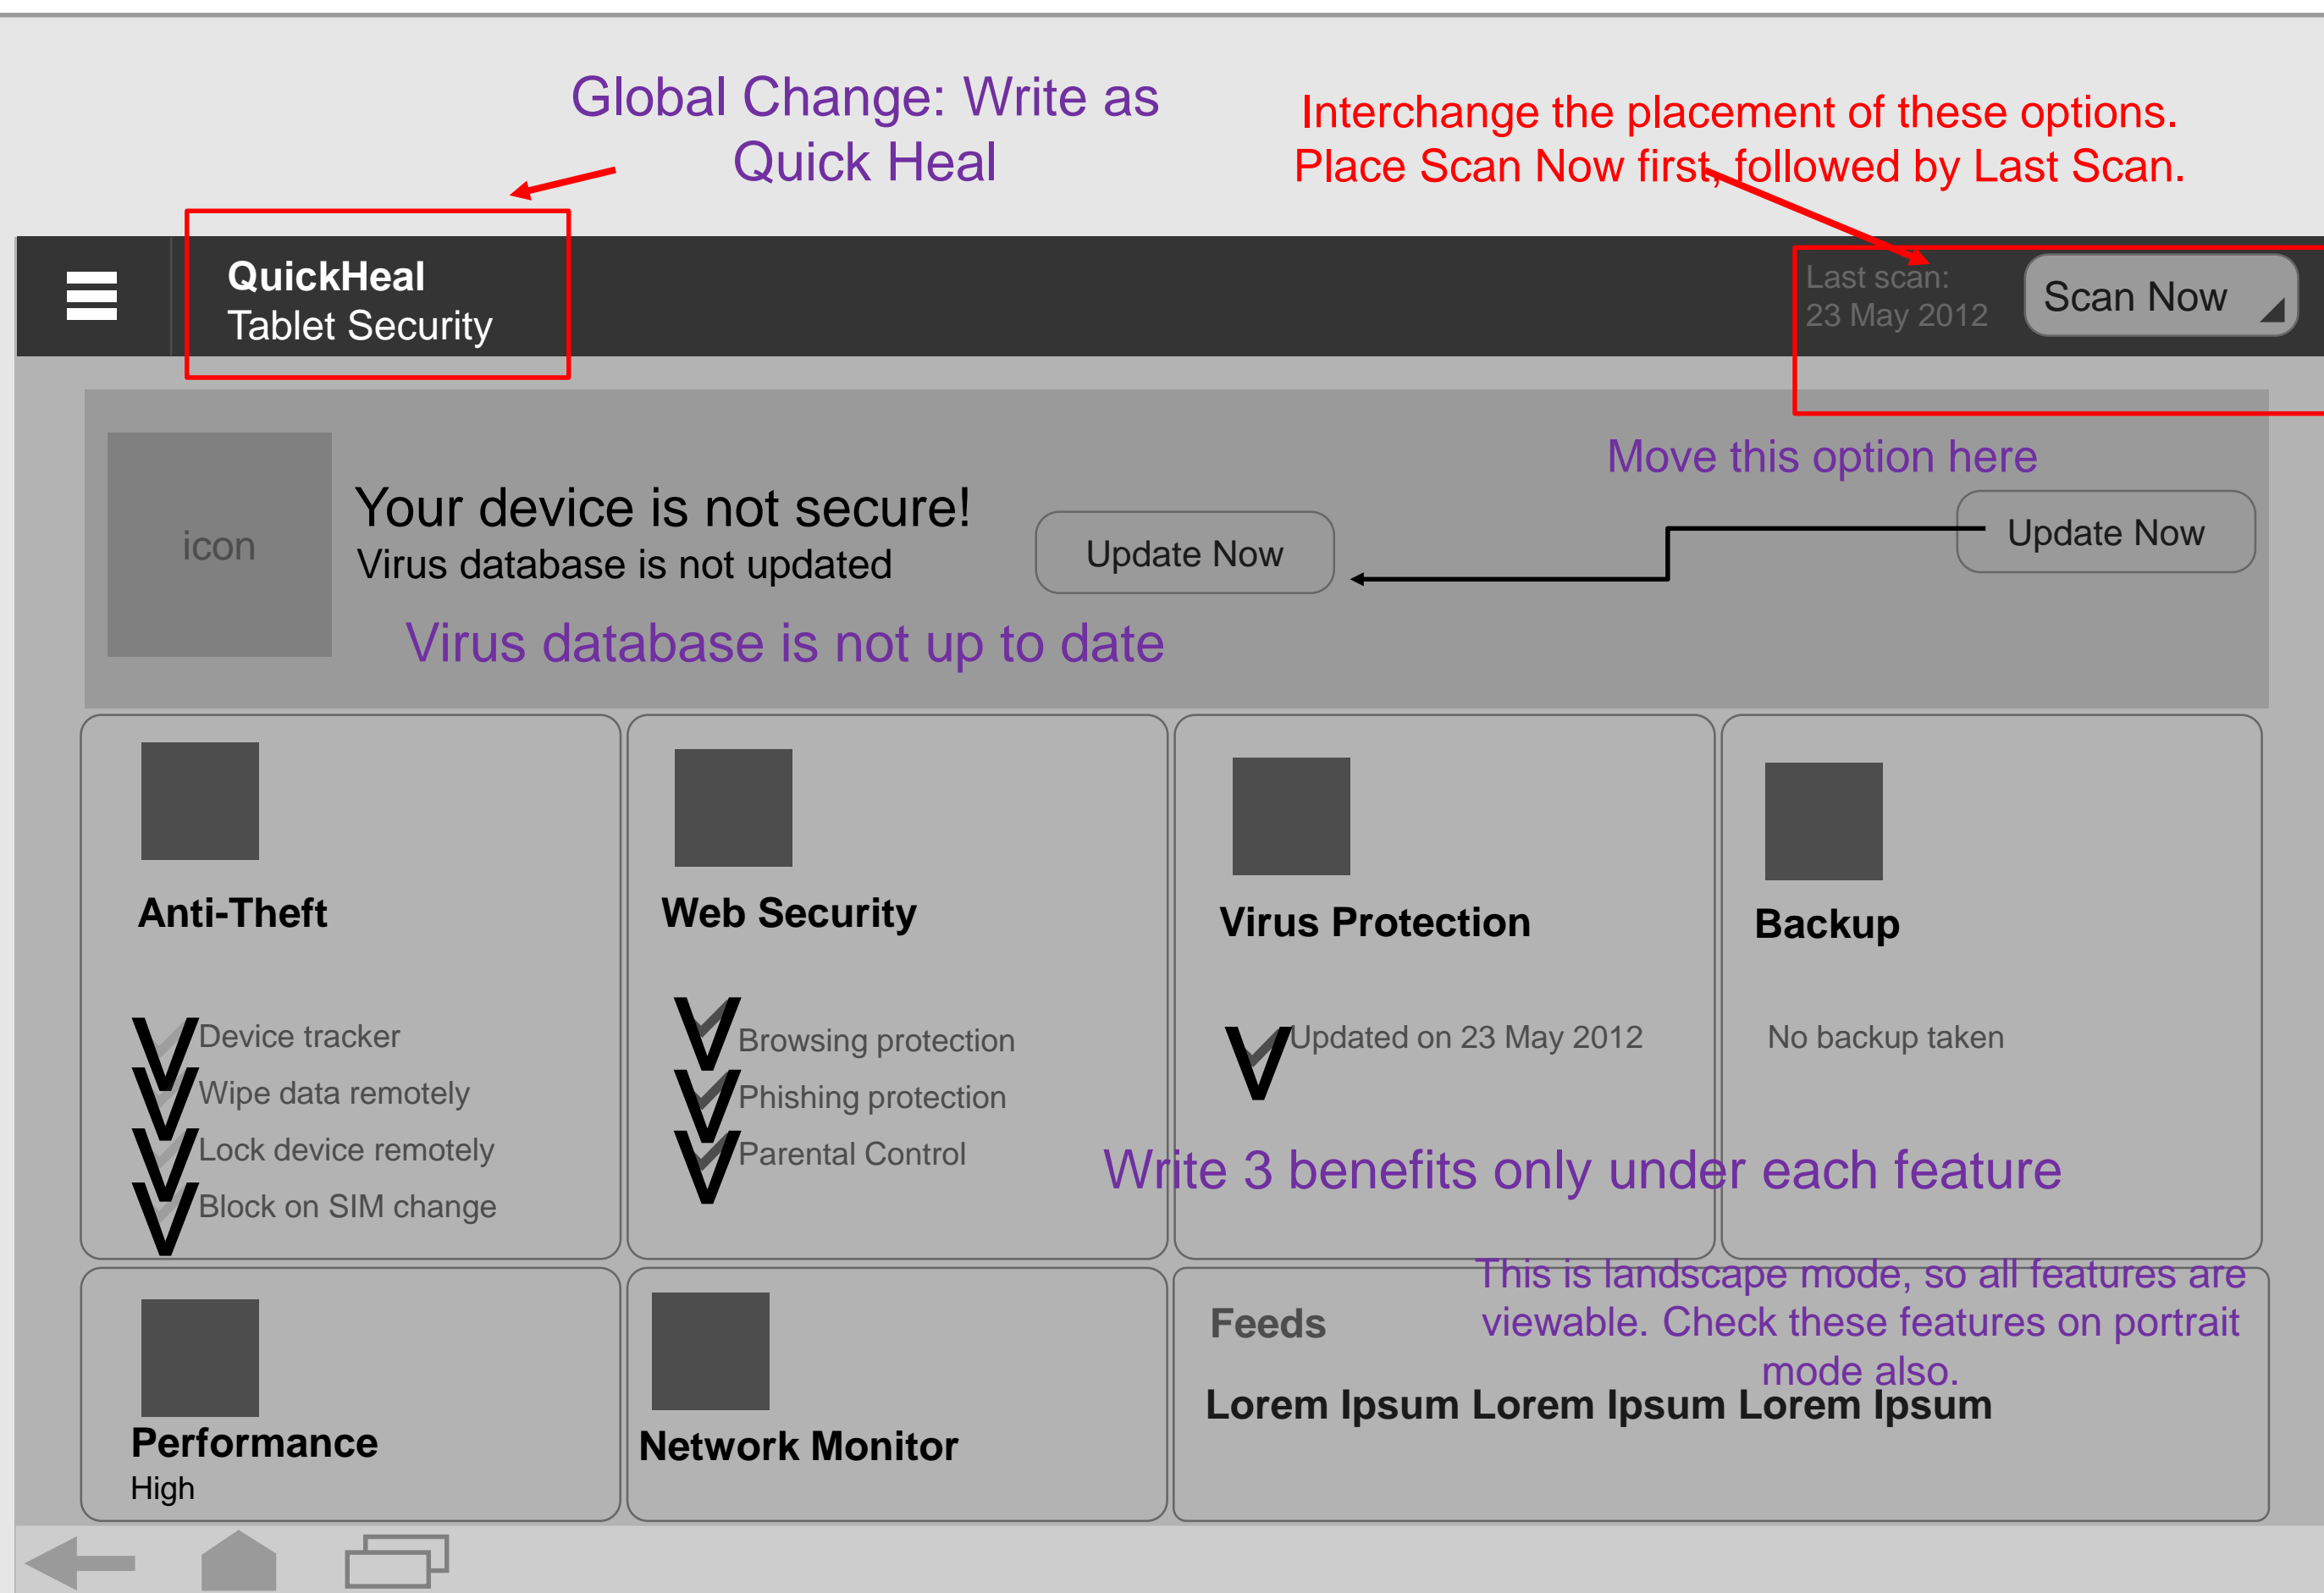 Global Change: Write as
Quick Heal
Interchange the placement of these options.
Place Scan Now first, followed by Last Scan.
QuickHeal
Tablet Security
Last scan:
23 May 2012
Scan Now
Move this option here
icon
Your device is not secure!
Virus database is not updated
Update Now
Update Now
Virus database is not up to date
Anti-Theft
Device tracker
Wipe data remotely
Lock device remotely
Block on SIM change
Web Security
Browsing protection
Phishing protection
Parental Control
Virus Protection
Updated on 23 May 2012
Backup
No backup taken
Write 3 benefits only under each feature
Performance
High
Network Monitor
Feeds
This is landscape mode, so all features are
viewable. Check these features on portrait
mode also.
Lorem Ipsum Lorem Ipsum Lorem Ipsum